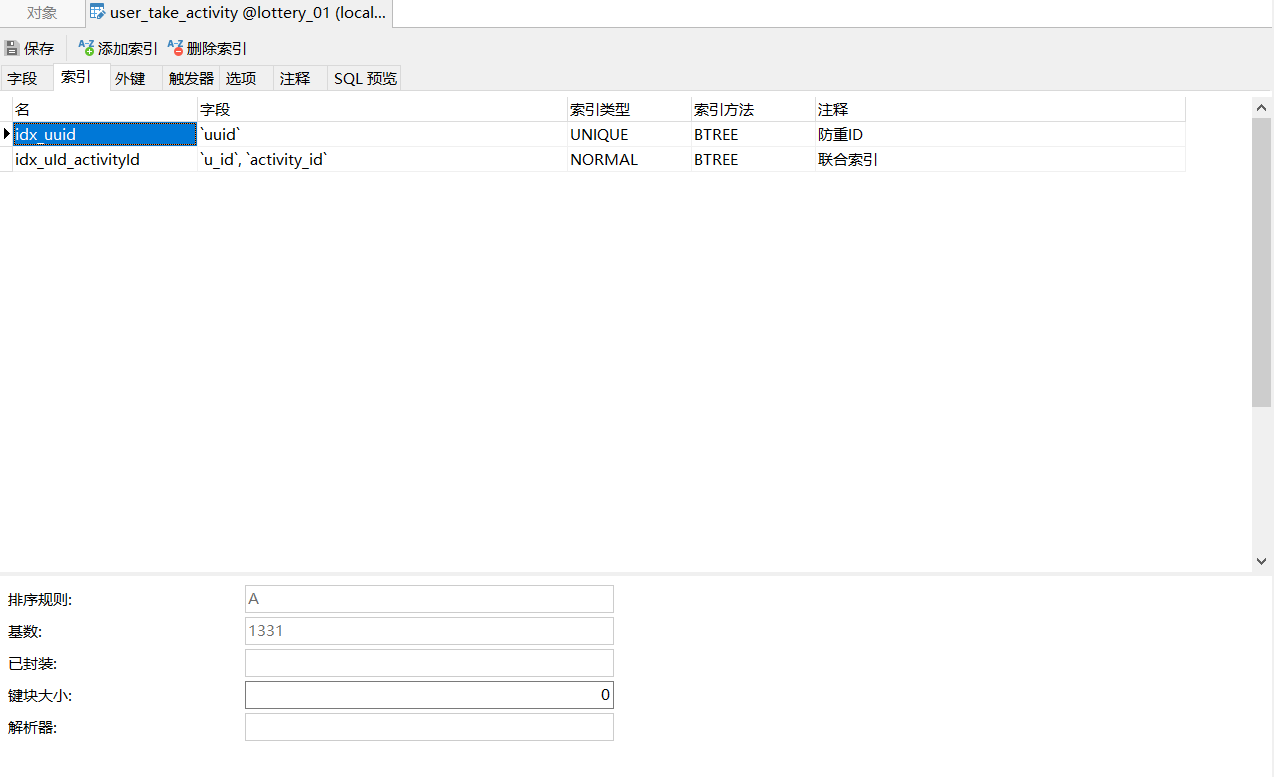 对象 user_take_activity @lottery_01 (local...
保存 添加索引 删除索引
字段 索引 外键 触发器 选项 注释 SQL 预览
名 字段 索引类型 索引方法 注释
idx_uuid `uuid` UNIQUE BTREE 防重ID
idx_uId_activityId `u_id`, `activity_id` NORMAL BTREE 联合索引
排序规则: A
基数: 1331
已封装:
键块大小: 0
解析器: